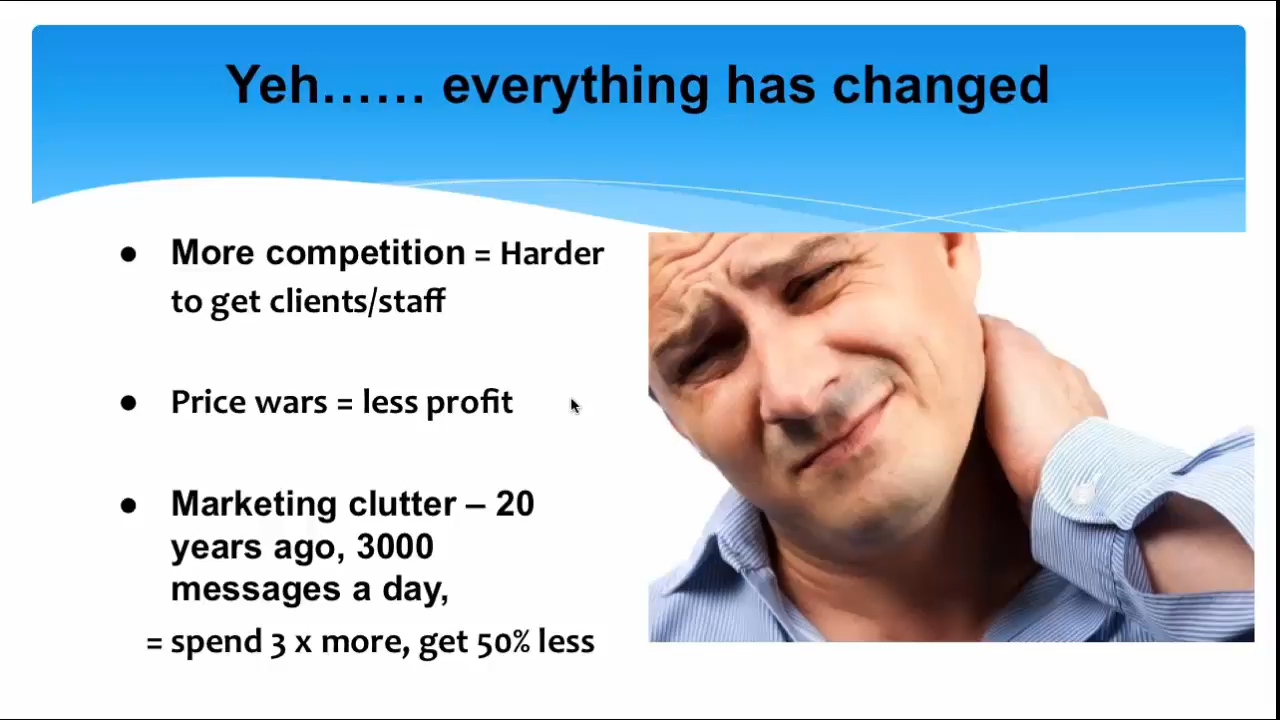 Yeh…… everything has changed
● More competition = Harder
to get clients/staff
● Price wars = less profit
● Marketing clutter – 20
years ago, 3000
messages a day,
= spend 3 x more, get 50% less